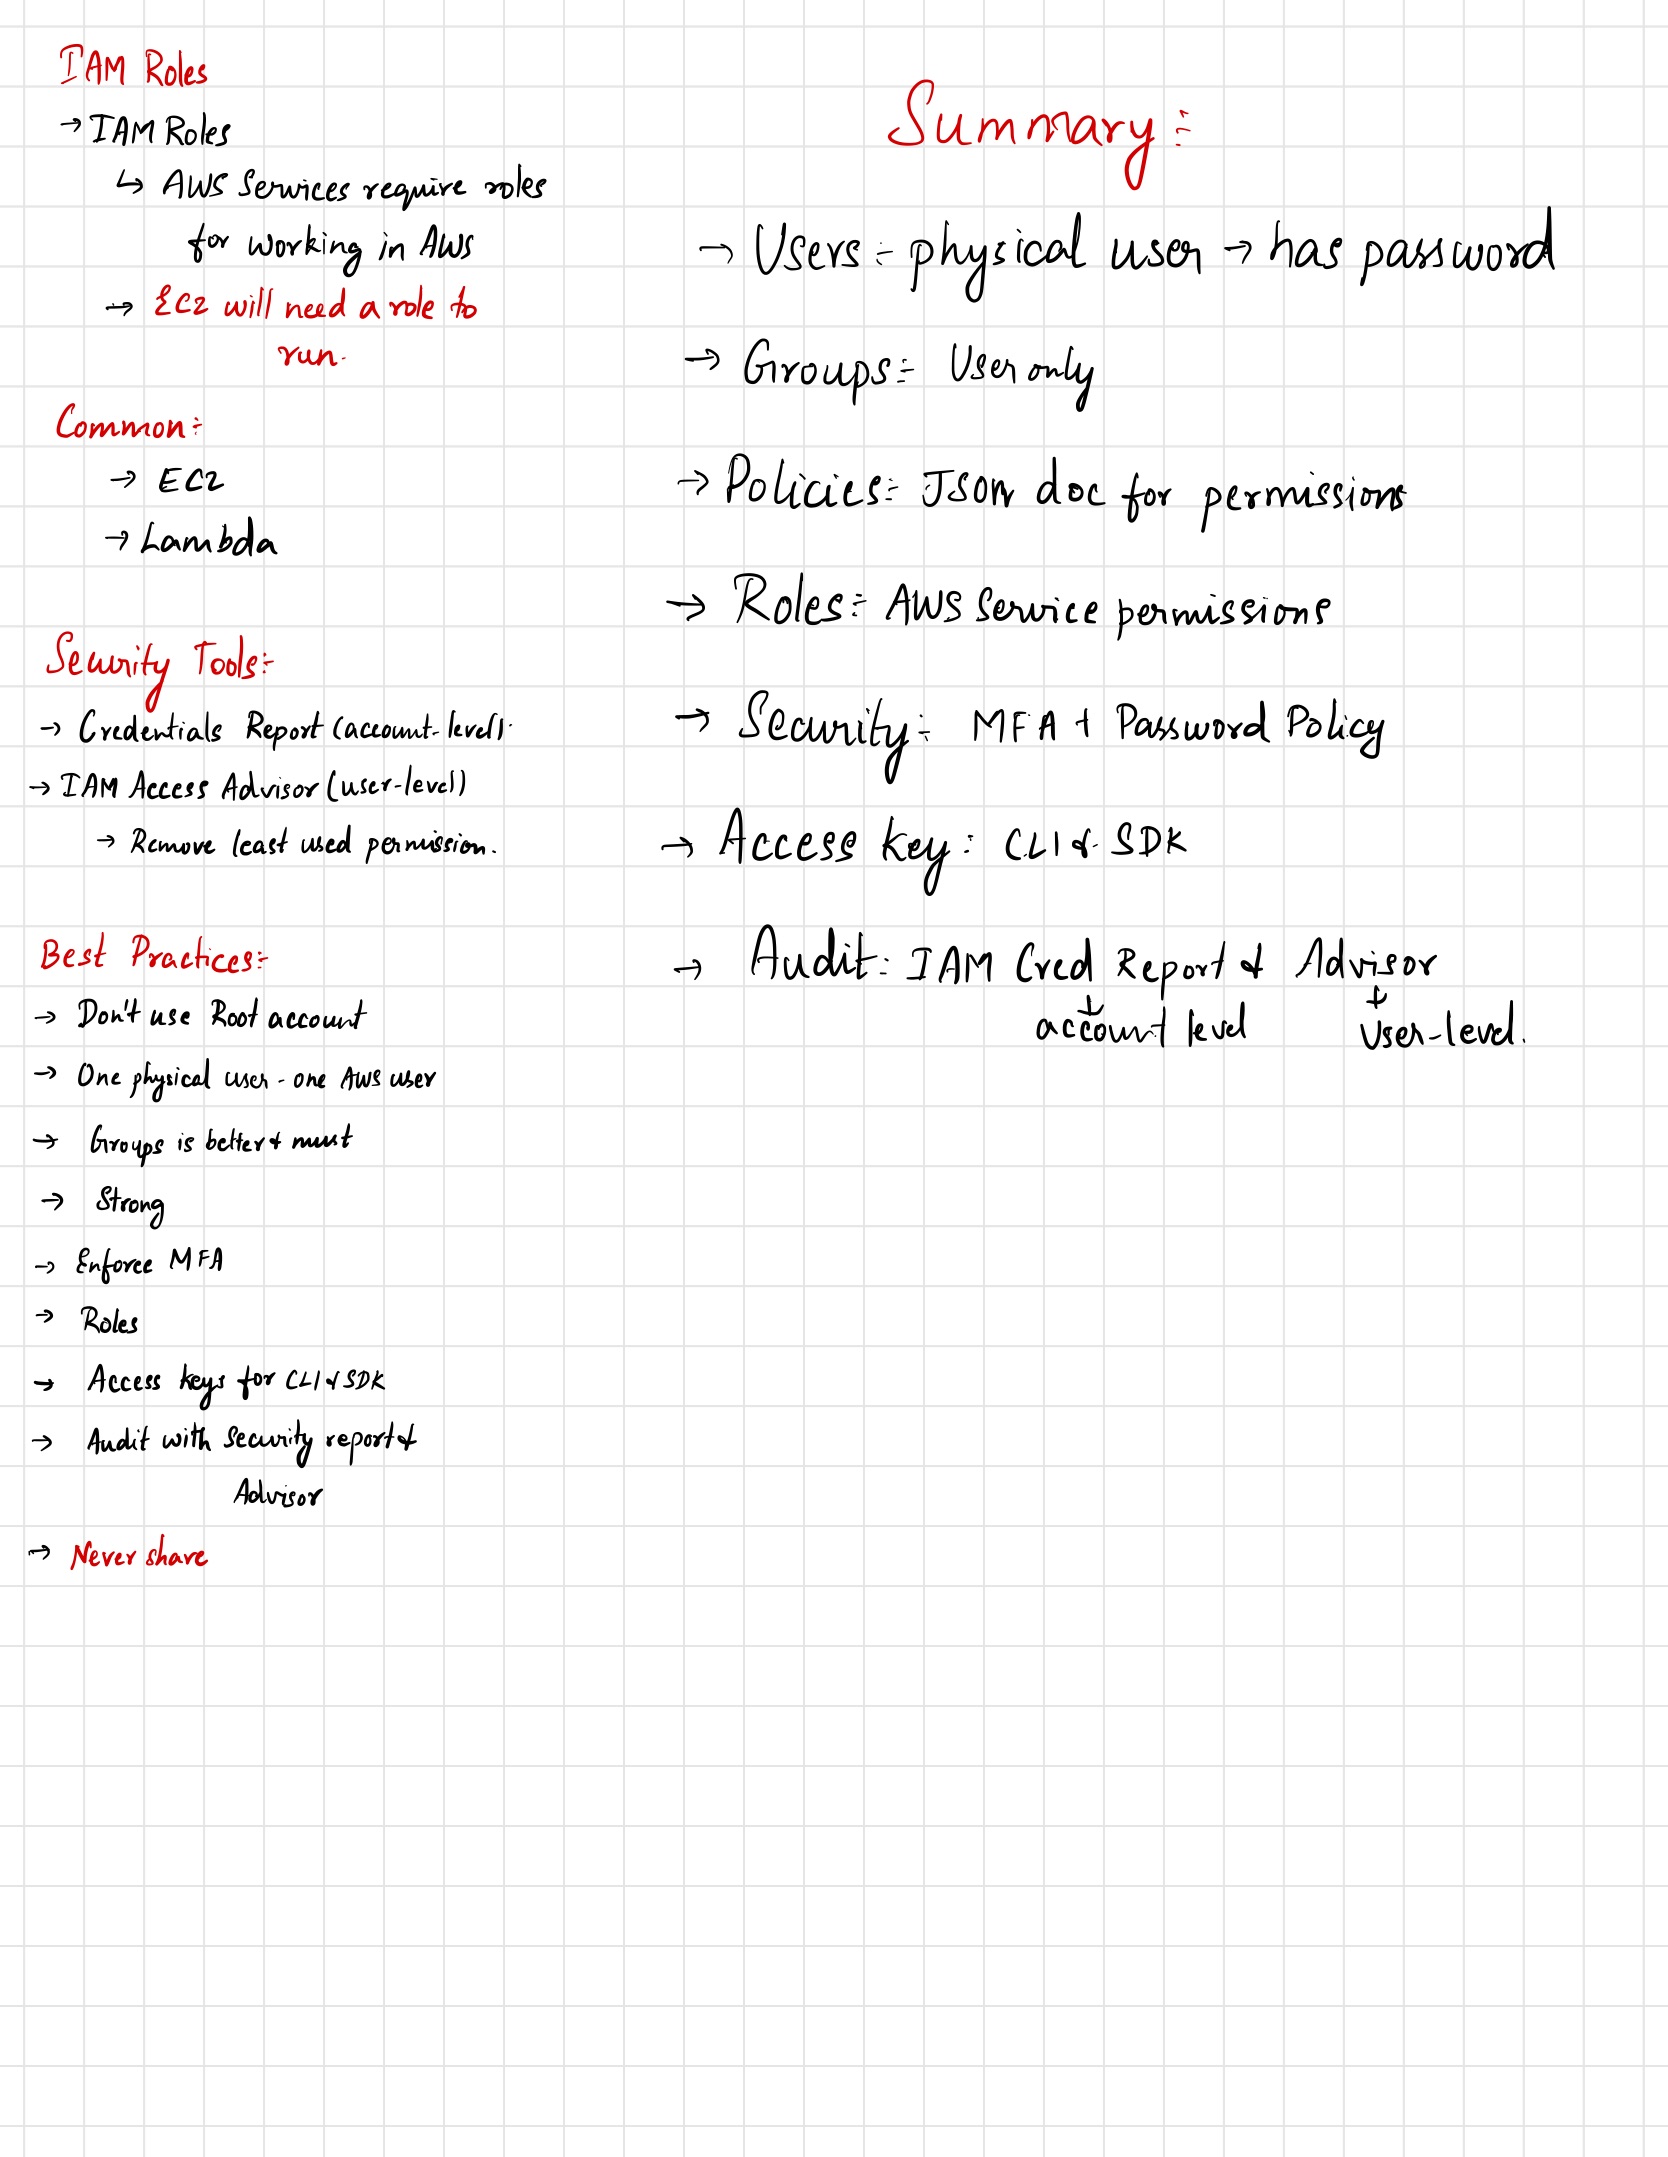 IAM Roles
→ IAM Roles
↳ AWS Services require roles
for working in AWS
→ EC2 will need a role to
run.
Common:-
→ EC2
→ Lambda
Security Tools:-
→ Credentials Report (account-level).
→ IAM Access Advisor (user-level)
→ Remove least used permission.
Best Practices:-
→ Don't use Root account
→ One physical user - one AWS user
→ Groups is better & must
→ Strong
→ Enforce MFA
→ Roles
→ Access keys for CLI & SDK
→ Audit with Security report &
Advisor
→ Never share
Summary:-
→ Users :- physical user → has password
→ Groups:- User only
→ Policies:- JSON doc for permissions
→ Roles:- AWS Service permissions
→ Security:- MFA + Password Policy
→ Access key: CLI & SDK
→ Audit: IAM Cred Report & Advisor
↓ ↓
account level User-level.